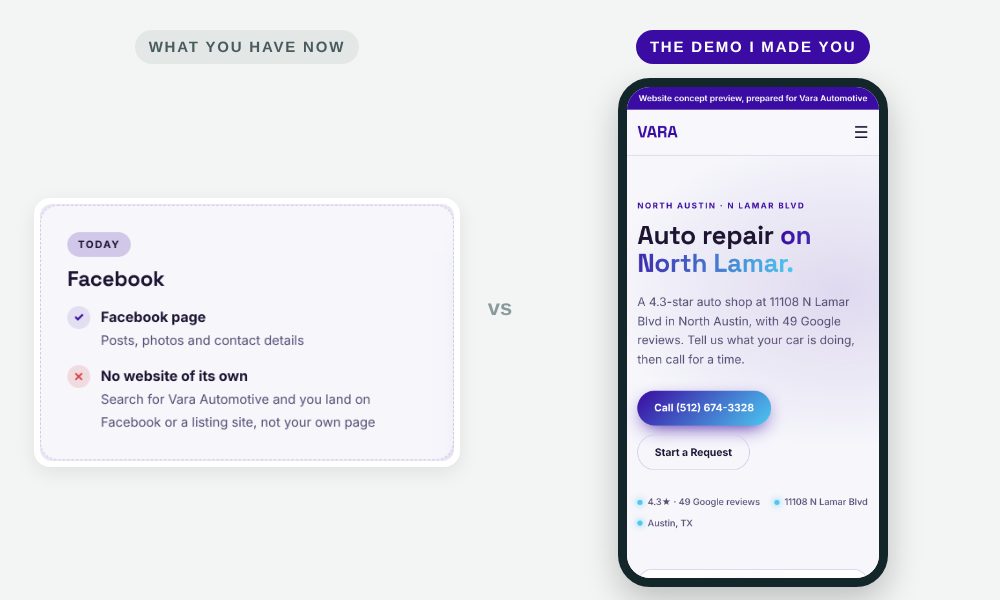 WHAT YOU HAVE NOW
TODAY
Facebook
Facebook page
Posts, photos and contact details
No website of its own
Search for Vara Automotive and you land on
Facebook or a listing site, not your own page
vs
THE DEMO I MADE YOU
Website concept preview, prepared for Vara Automotive
VARA
NORTH AUSTIN · N LAMAR BLVD
Auto repair on
North Lamar.
A 4.3-star auto shop at 11108 N Lamar
Blvd in North Austin, with 49 Google
reviews. Tell us what your car is doing,
then call for a time.
Call (512) 674-3328
Start a Request
4.3★ · 49 Google reviews
11108 N Lamar Blvd
Austin, TX